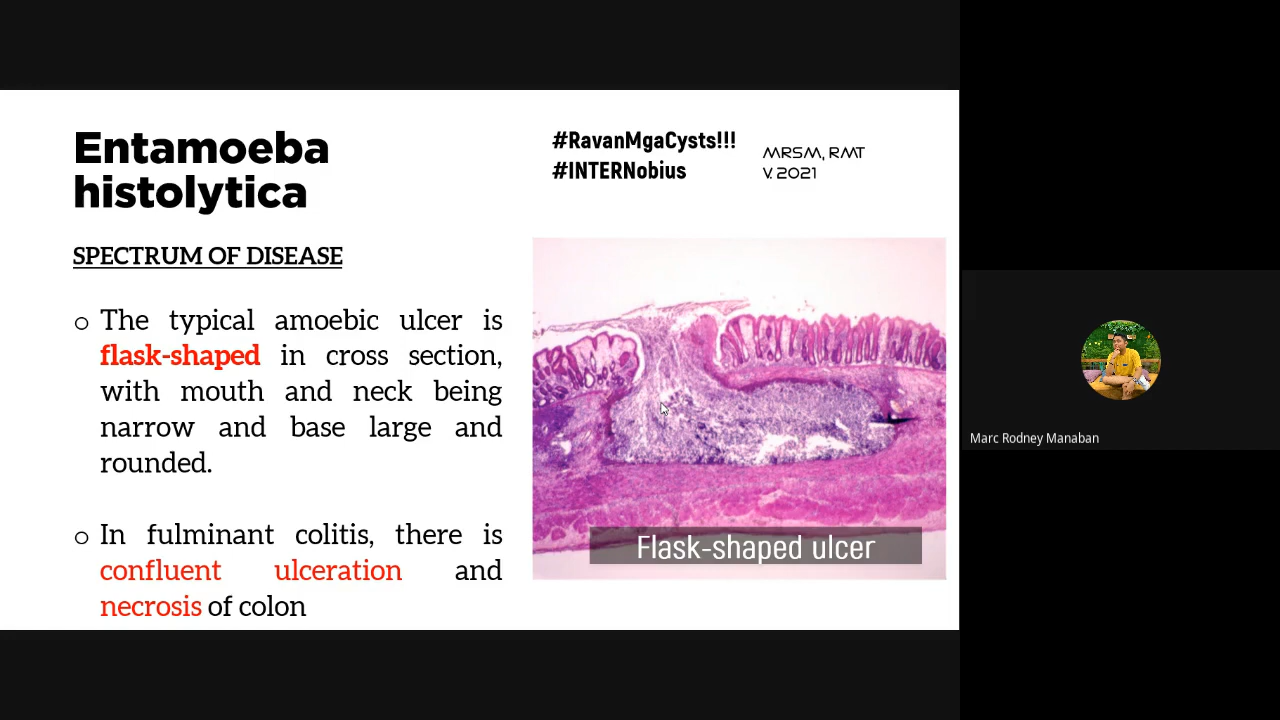 Entamoeba
histolytica
#RavanMgaCysts!!!
#INTERNobius
MRSM, RMT
V. 2021
SPECTRUM OF DISEASE
The typical amoebic ulcer is
flask-shaped in cross section,
with mouth and neck being
narrow and base large and
rounded.
In fulminant colitis, there is
confluent ulceration and
necrosis of colon
Flask-shaped ulcer
Marc Rodney Manaban